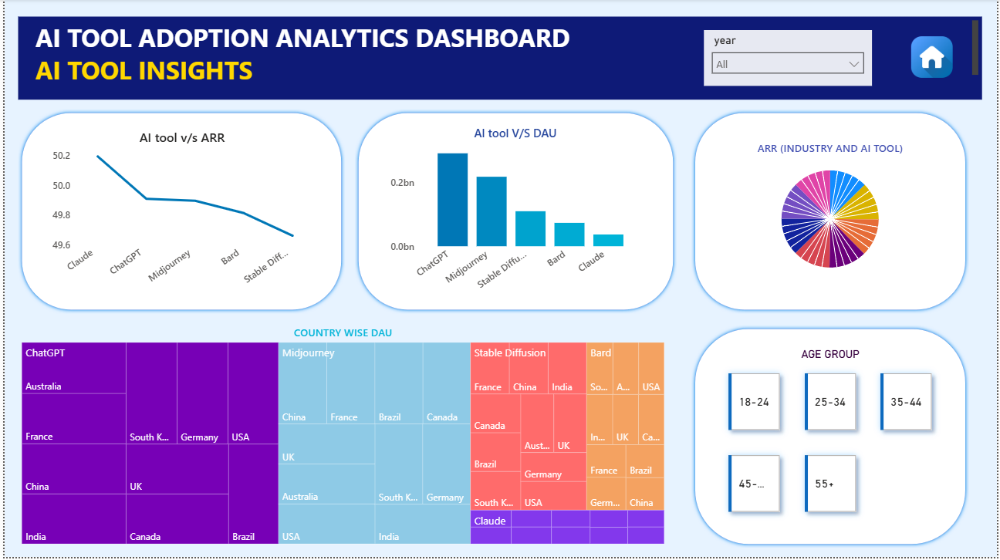 AI TOOL ADOPTION ANALYTICS DASHBOARD
AI TOOL INSIGHTS
year
All
AI tool v/s ARR
50.2
50.0
49.8
49.6
Claude
ChatGPT
Midjourney
Bard
Stable Diff...
AI tool V/S DAU
0.2bn
0.0bn
ChatGPT
Midjourney
Stable Diffu...
Bard
Claude
ARR (INDUSTRY AND AI TOOL)
COUNTRY WISE DAU
ChatGPT
Australia
France
China
India
South K...
Germany
USA
UK
Canada
Brazil
Midjourney
China
France
Brazil
Canada
UK
Australia
USA
South K...
Germany
India
Stable Diffusion
France
China
India
Canada
Brazil
South K...
Aust...
UK
Germany
USA
Bard
So...
A...
USA
In...
UK
Ca...
France
Brazil
Germ...
China
Claude
AGE GROUP
18-24
25-34
35-44
45-...
55+